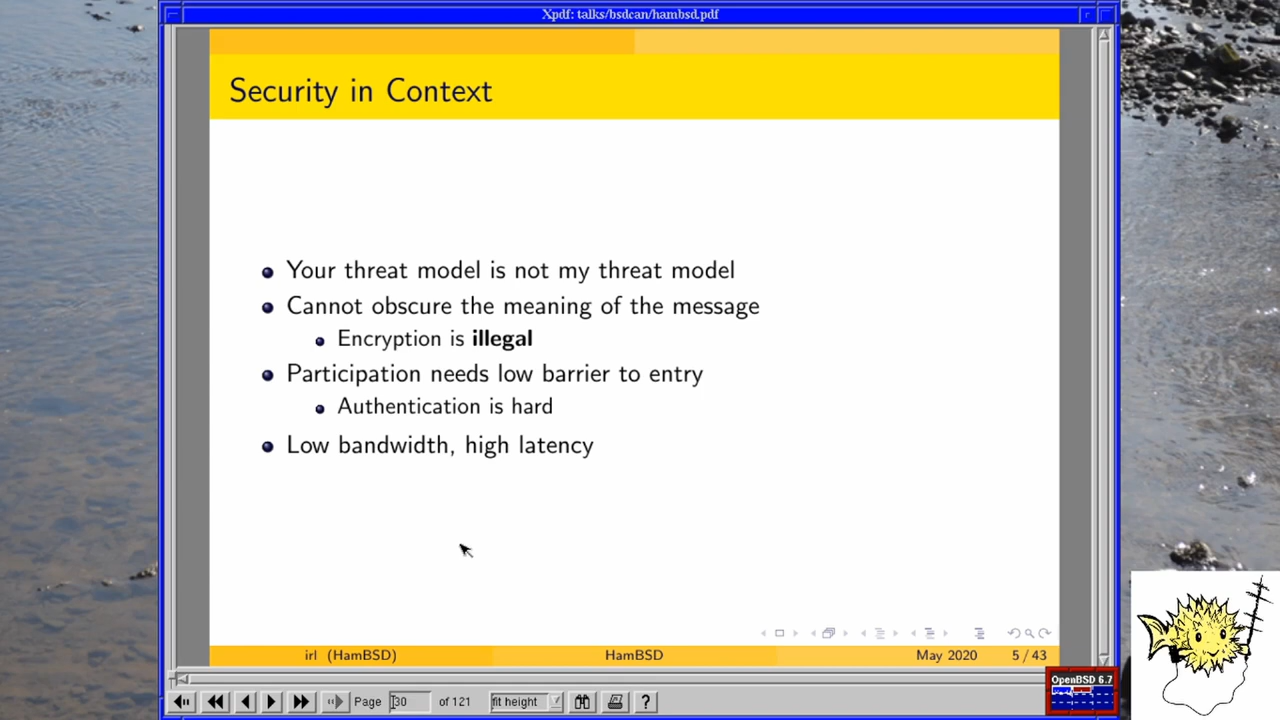 Xpdf: talks/bsdcan/hambsd.pdf
Security in Context
Your threat model is not my threat model
Cannot obscure the meaning of the message
Encryption is illegal
Participation needs low barrier to entry
Authentication is hard
Low bandwidth, high latency
irl (HamBSD) HamBSD May 2020 5 / 43
OpenBSD 6.7
Page 30 of 121 fit height ?